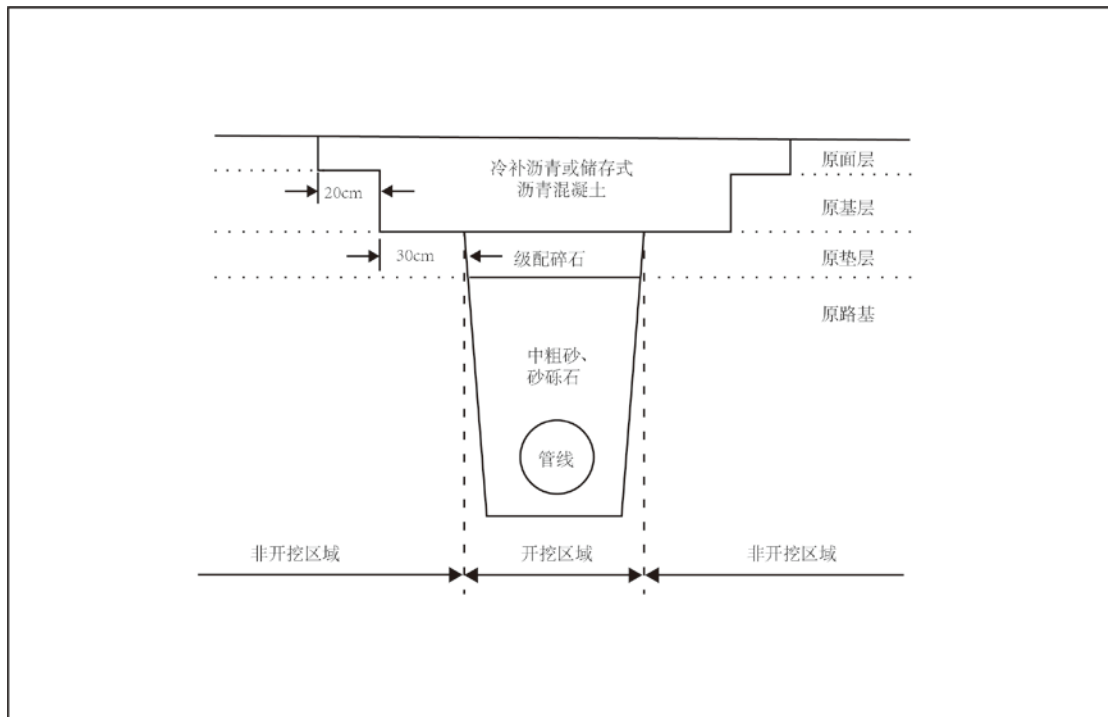 冷补沥青或储存式
沥青混凝土
原面层
20cm
原基层
30cm
级配碎石
原垫层
原路基
中粗砂、
砂砾石
管线
非开挖区域
开挖区域
非开挖区域